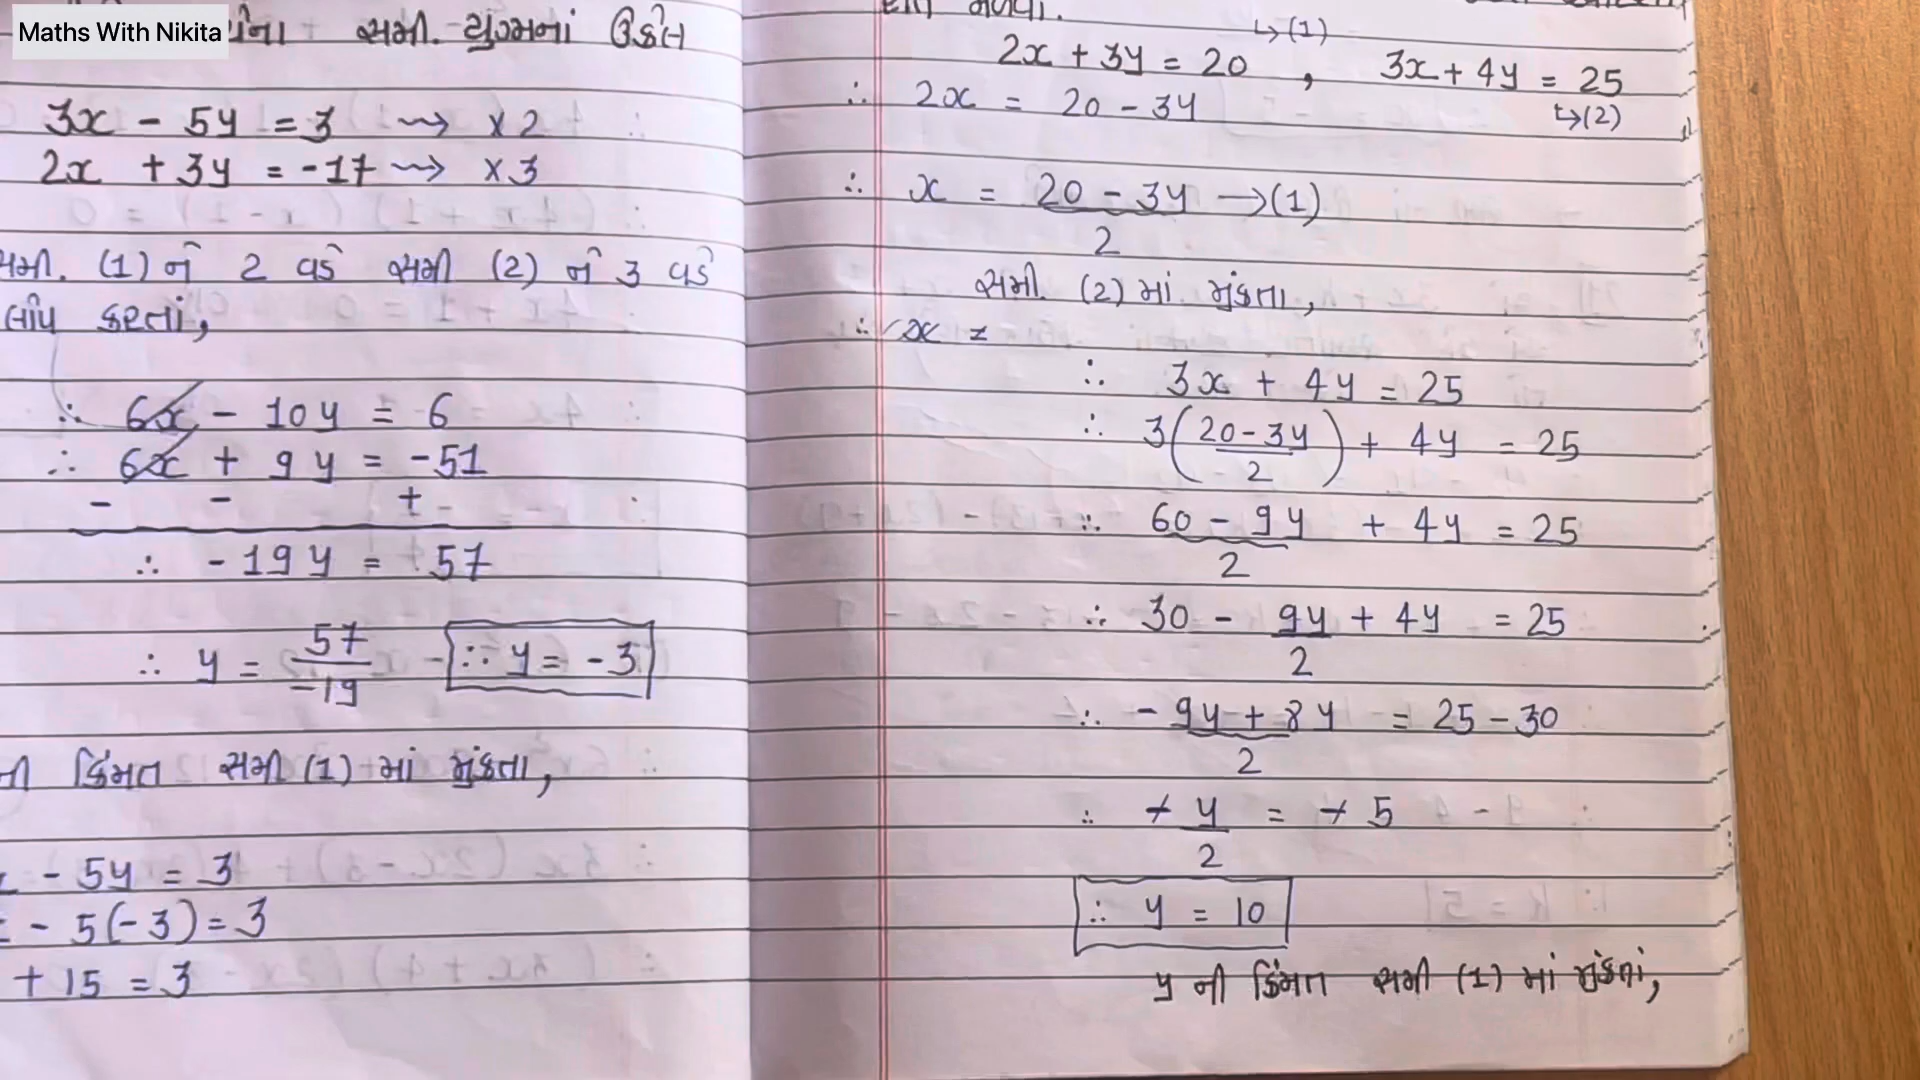 Maths With Nikita
સમી. યુગ્મનાં ઉકેલ
3x - 5y = 3 ⇝ × 2
2x + 3y = -17 ⇝ × 3
સમી. (1) ને 2 વડે સમી (2) ને 3 વડે
કરતાં,
∴ 6x - 10y = 6
∴ 6x + 9y = -51
- - +
∴ -19y = 57
∴ y = 57/-19 ∴ y = -3
કિંમત સમી (1) માં મુકતા,
- 5y = 3
- 5(-3) = 3
+ 15 = 3
↳(1)
2x + 3y = 20 , 3x + 4y = 25
↳(2)
∴ 2x = 20 - 3y
∴ x = 20 - 3y/2 →(1)
સમી. (2) માં મુકતા,
∴ x =
∴ 3x + 4y = 25
∴ 3(20-3y/2) + 4y = 25
∴ 60 - 9y/2 + 4y = 25
∴ 30 - 9y/2 + 4y = 25
∴ -9y + 8y/2 = 25 - 30
∴ -y/2 = -5
∴ y = 10
y ની કિંમત સમી (1) માં મુકતાં,